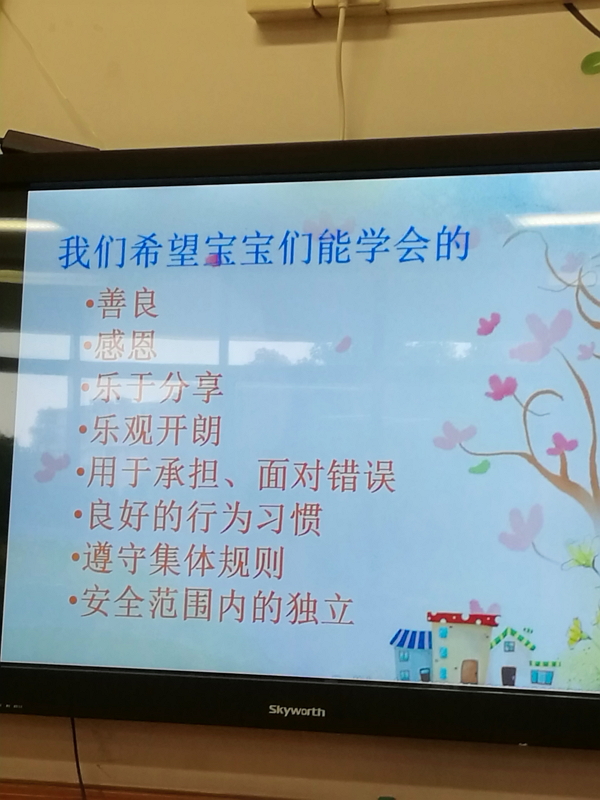 我们希望宝宝们能学会的
•善良
•感恩
•乐于分享
•乐观开朗
•用于承担、面对错误
•良好的行为习惯
•遵守集体规则
•安全范围内的独立
Skyworth